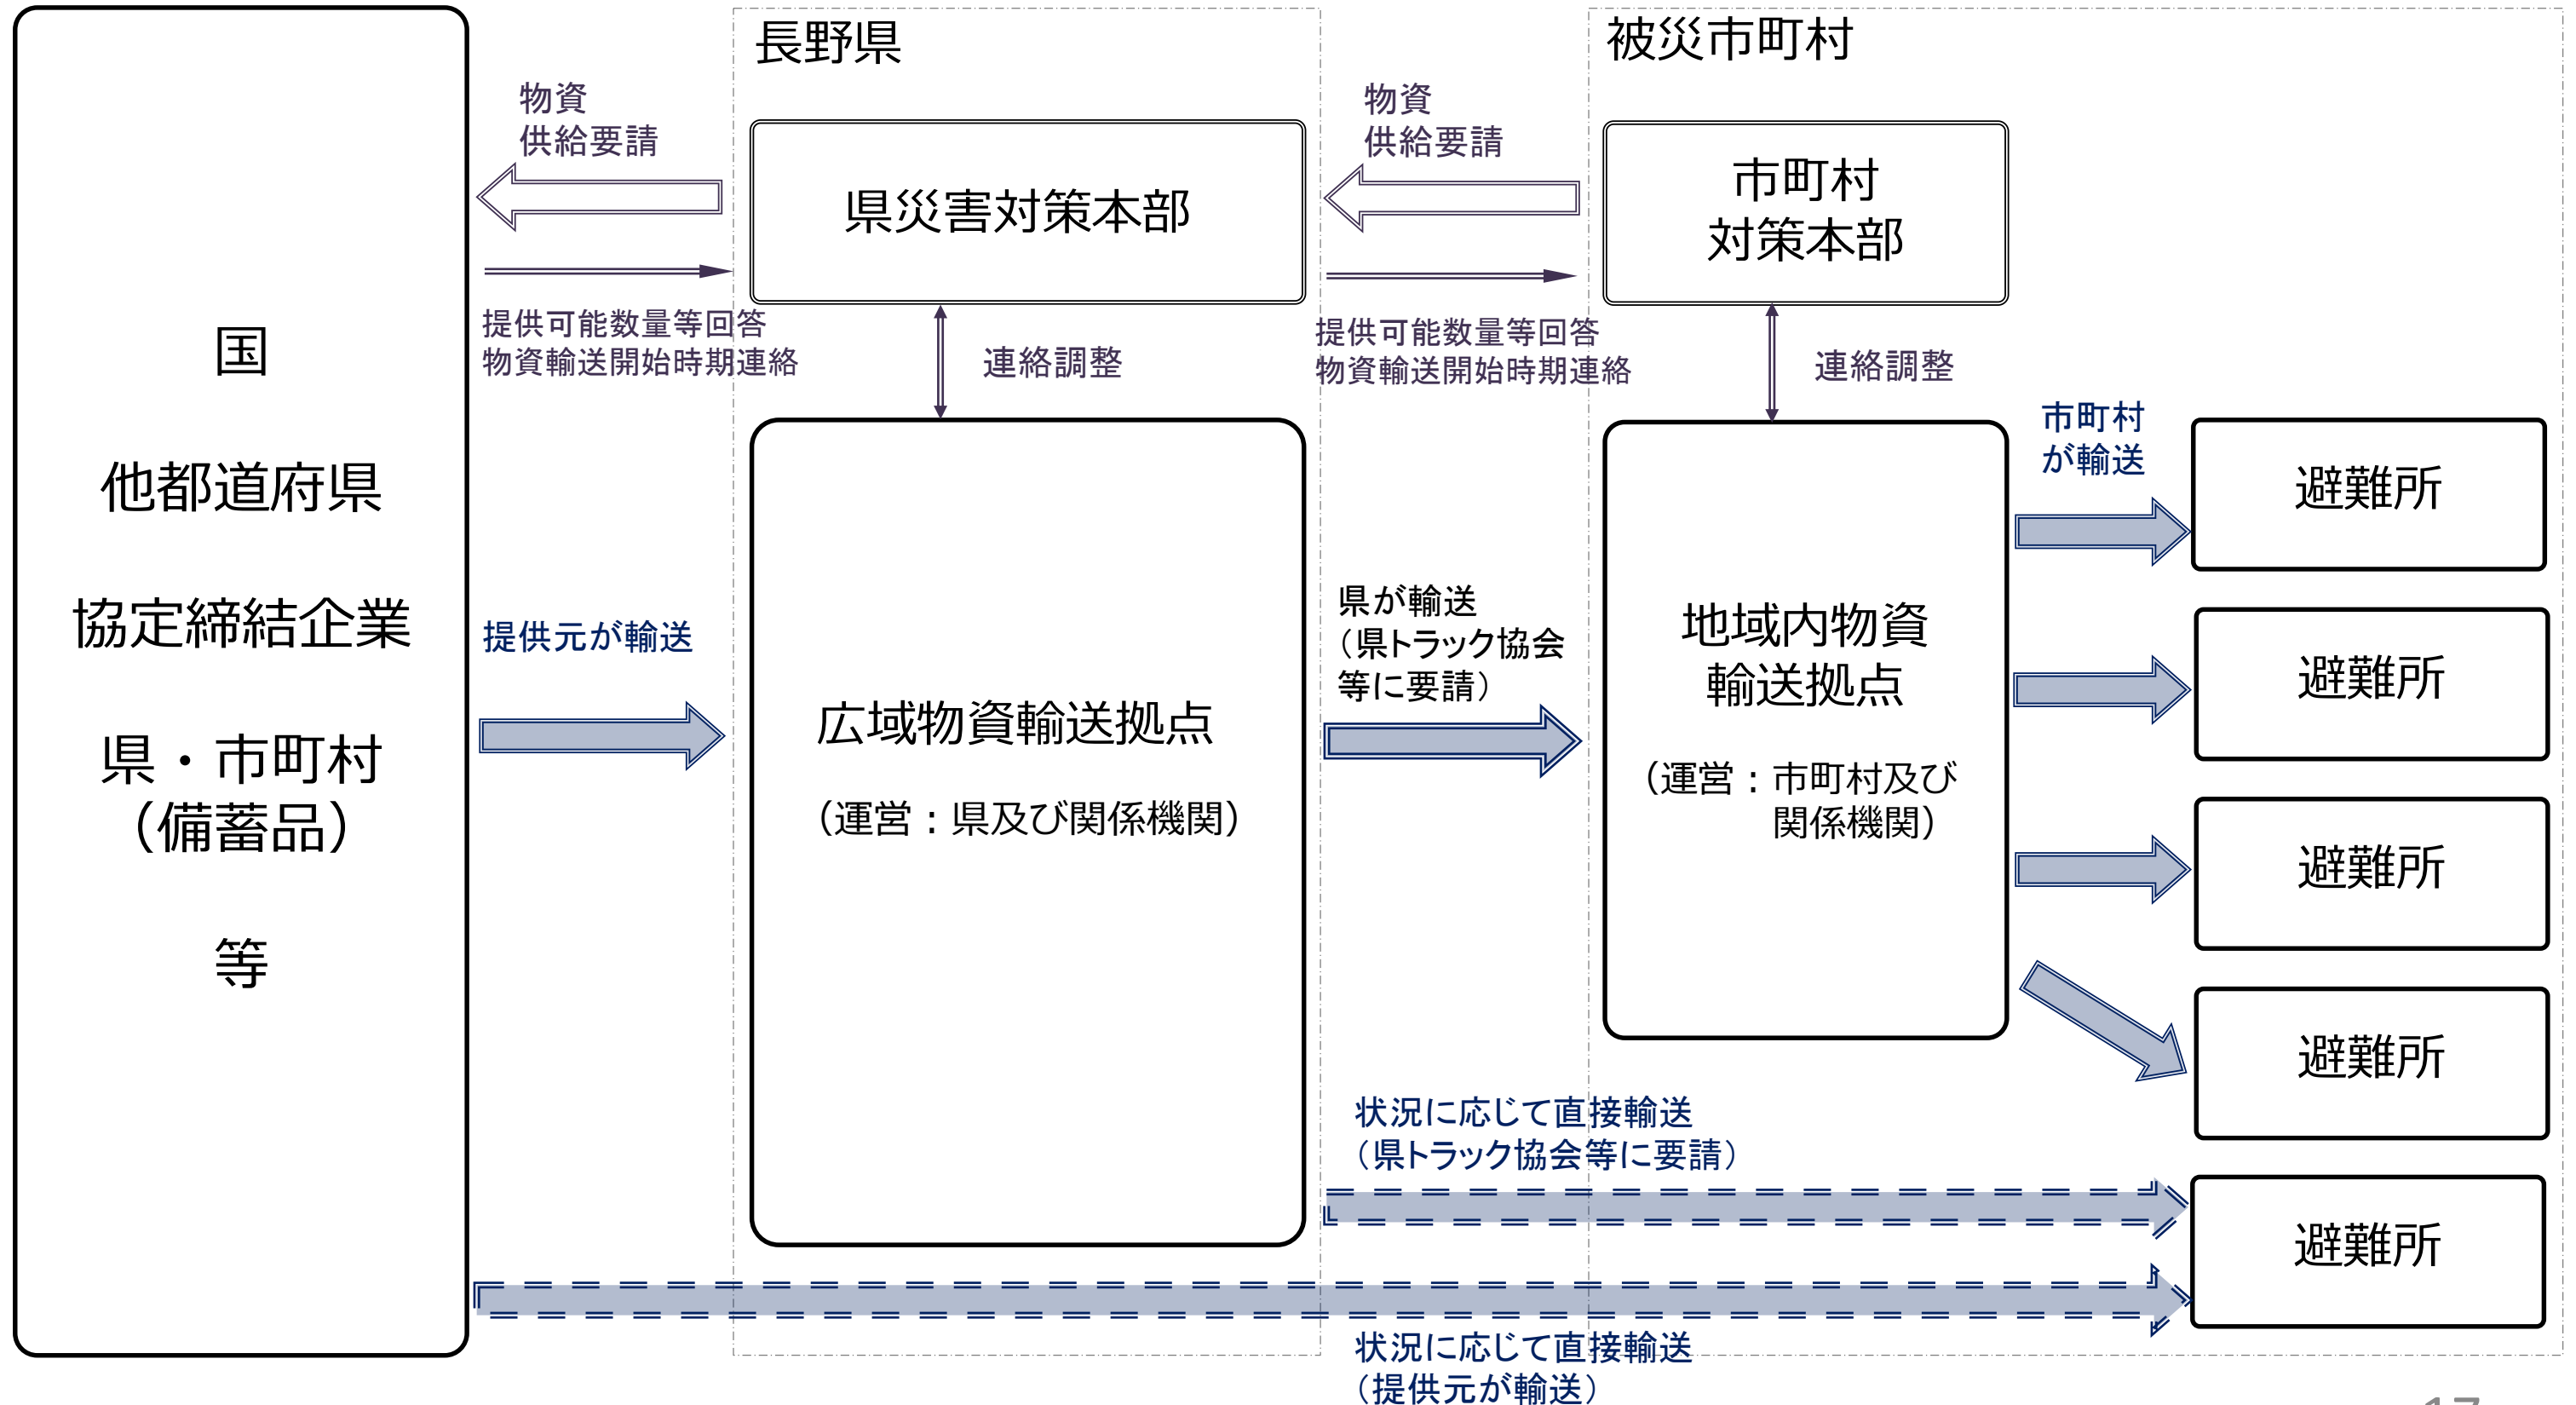 国
他都道府県
協定締結企業
県・市町村
（備蓄品）
等
物資
供給要請
提供可能数量等回答
物資輸送開始時期連絡
提供元が輸送
長野県
県災害対策本部
連絡調整
広域物資輸送拠点
（運営：県及び関係機関）
物資
供給要請
提供可能数量等回答
物資輸送開始時期連絡
県が輸送
（県トラック協会
等に要請）
被災市町村
市町村
対策本部
連絡調整
地域内物資
輸送拠点
（運営：市町村及び
関係機関）
市町村
が輸送
避難所
避難所
避難所
避難所
避難所
状況に応じて直接輸送
（県トラック協会等に要請）
状況に応じて直接輸送
（提供元が輸送）
17